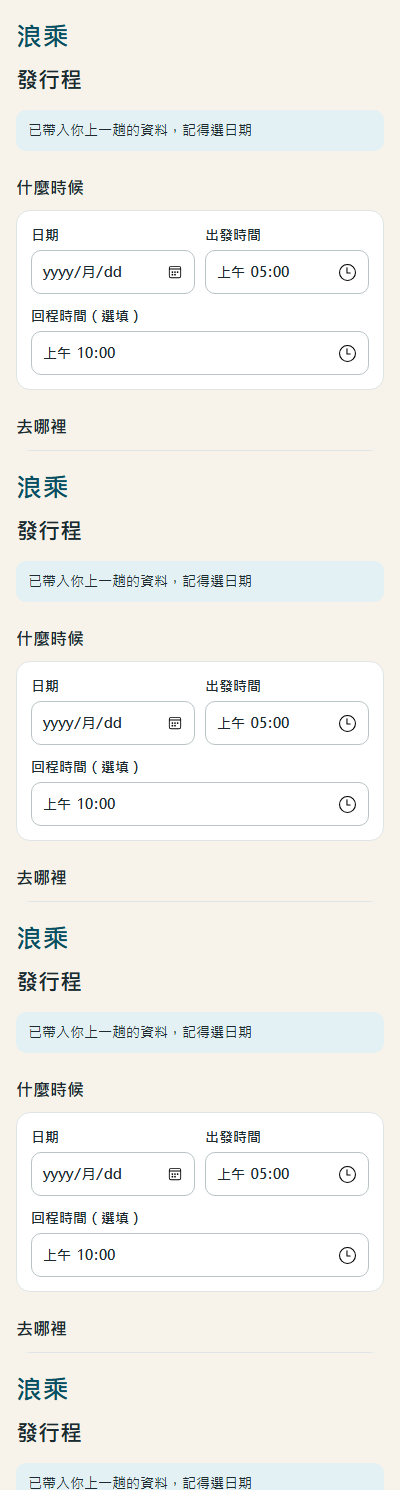 浪乘
發行程
已帶入你上一趟的資料，記得選日期
什麼時候
日期 出發時間
yyyy/月/dd 上午 05:00
回程時間（選填）
上午 10:00
去哪裡
浪乘
發行程
已帶入你上一趟的資料，記得選日期
什麼時候
日期 出發時間
yyyy/月/dd 上午 05:00
回程時間（選填）
上午 10:00
去哪裡
浪乘
發行程
已帶入你上一趟的資料，記得選日期
什麼時候
日期 出發時間
yyyy/月/dd 上午 05:00
回程時間（選填）
上午 10:00
去哪裡
浪乘
發行程
已帶入你上一趟的資料，記得選日期